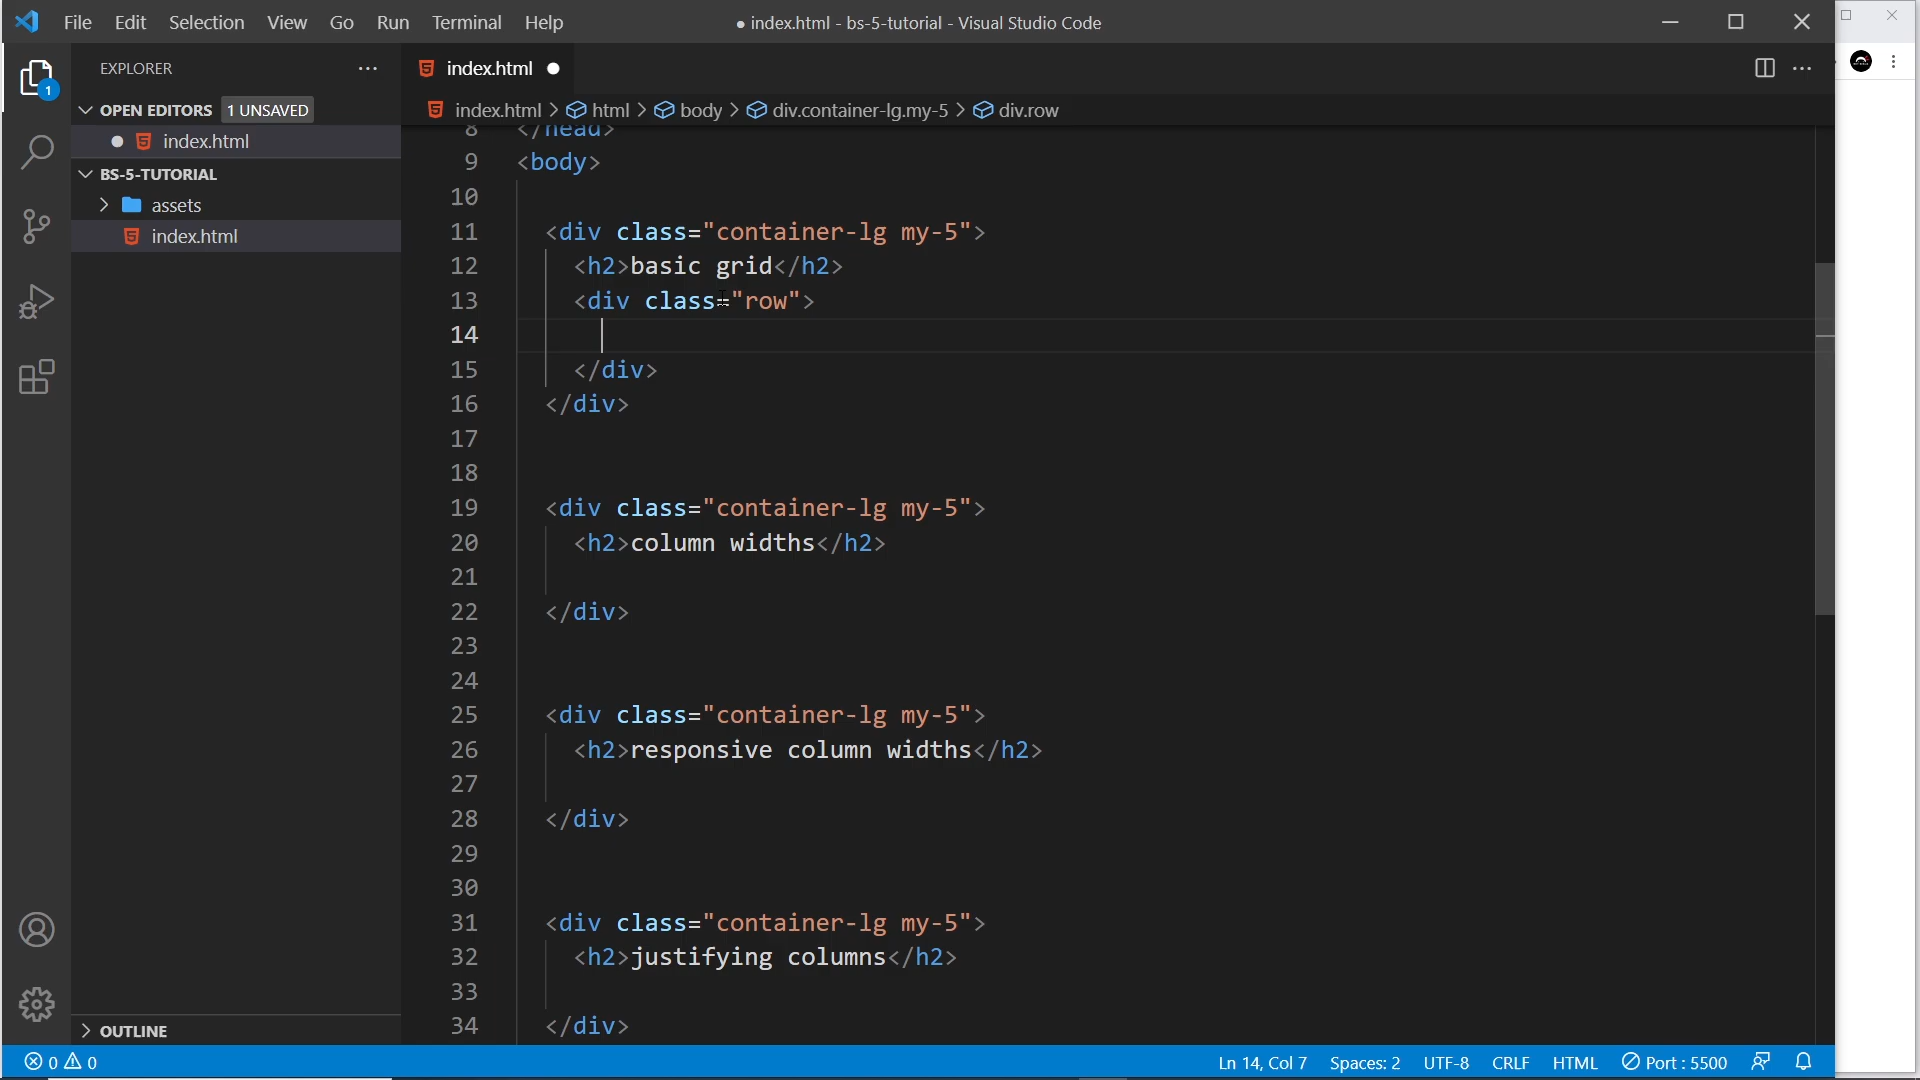 File Edit Selection View Go Run Terminal Help
● index.html - bs-5-tutorial - Visual Studio Code
EXPLORER
1
OPEN EDITORS 1 UNSAVED
index.html
BS-5-TUTORIAL
assets
index.html
OUTLINE
index.html
index.html > html > body > div.container-lg.my-5 > div.row
8 </head>
9 <body>
10
11 <div class="container-lg my-5">
12 <h2>basic grid</h2>
13 <div class="row">
14
15 </div>
16 </div>
17
18
19 <div class="container-lg my-5">
20 <h2>column widths</h2>
21
22 </div>
23
24
25 <div class="container-lg my-5">
26 <h2>responsive column widths</h2>
27
28 </div>
29
30
31 <div class="container-lg my-5">
32 <h2>justifying columns</h2>
33
34 </div>
0 0
Ln 14, Col 7 Spaces: 2 UTF-8 CRLF HTML Port : 5500